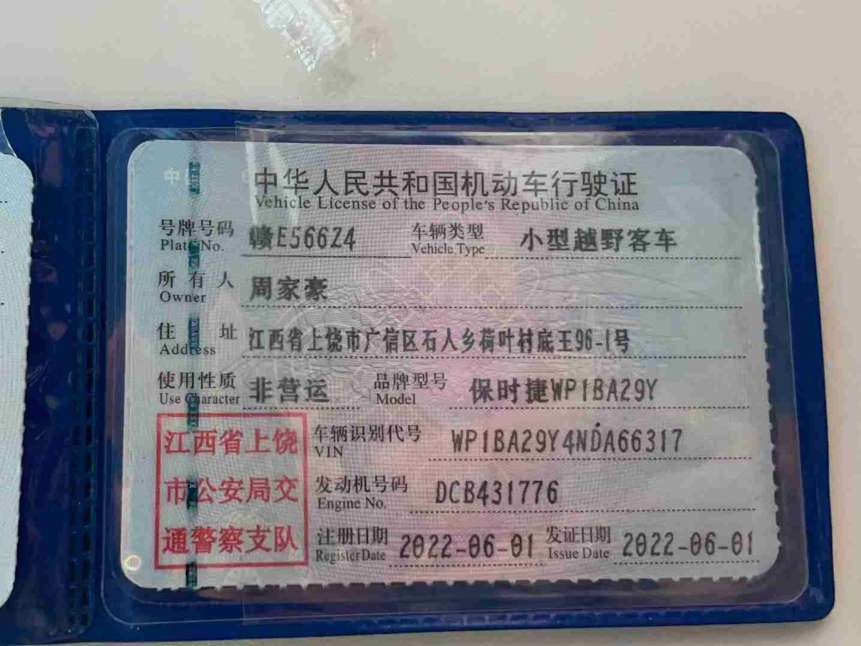 中华人民共和国机动车行驶证
Vehicle License of the People's Republic of China
号牌号码 赣E566Z4 车辆类型 小型越野客车
Plate No. Vehicle Type
所有人 周家豪
Owner
住址 江西省上饶市广信区石人乡荷叶村底王96-1号
Address
使用性质 非营运 品牌型号 保时捷WP1BA29Y
Use Character Model
江西省上饶
市公安局交
通警察支队
车辆识别代号 WP1BA29Y4NDA66317
VIN
发动机号码 DCB431776
Engine No.
注册日期 2022-06-01 发证日期 2022-06-01
Register Date Issue Date